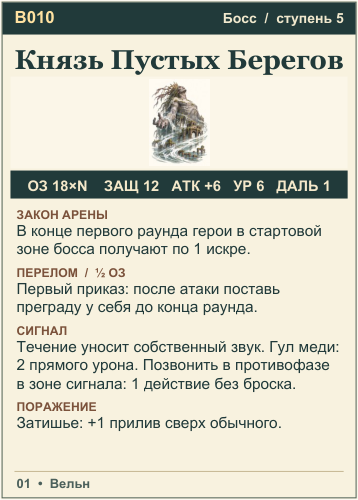 B010
Босс / ступень 5
Князь Пустых Берегов
ОЗ 18×N ЗАЩ 12 АТК +6 УР 6 ДАЛЬ 1
ЗАКОН АРЕНЫ
В конце первого раунда герои в стартовой
зоне босса получают по 1 искре.
ПЕРЕЛОМ / ½ ОЗ
Первый приказ: после атаки поставь
преграду у себя до конца раунда.
СИГНАЛ
Течение уносит собственный звук. Гул меди:
2 прямого урона. Позвонить в противофазе
в зоне сигнала: 1 действие без броска.
ПОРАЖЕНИЕ
Затишье: +1 прилив сверх обычного.
01 • Вельн